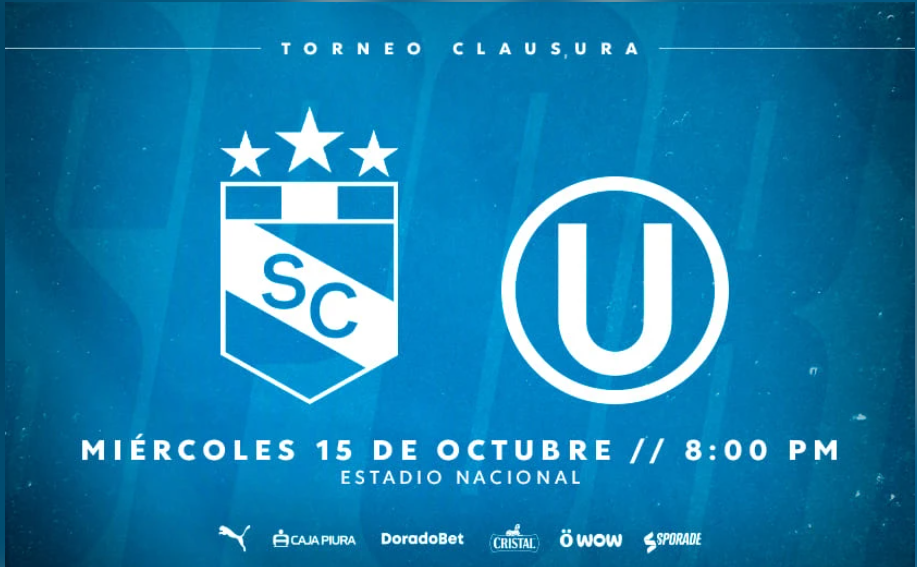 TORNEO CLAUSURA
SC
U
MIÉRCOLES 15 DE OCTUBRE // 8:00 PM
ESTADIO NACIONAL
CAJA PIURA DoradoBet CRISTAL Ö WOW SPORADE